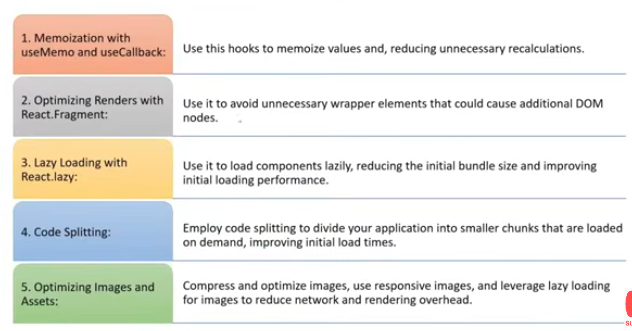 1. Memoization with
useMemo and useCallback:
Use this hooks to memoize values and, reducing unnecessary recalculations.
2. Optimizing Renders with
React.Fragment:
Use it to avoid unnecessary wrapper elements that could cause additional DOM
nodes.
3. Lazy Loading with
React.lazy:
Use it to load components lazily, reducing the initial bundle size and improving
initial loading performance.
4. Code Splitting:
Employ code splitting to divide your application into smaller chunks that are loaded
on demand, improving initial load times.
5. Optimizing Images and
Assets:
Compress and optimize images, use responsive images, and leverage lazy loading
for images to reduce network and rendering overhead.